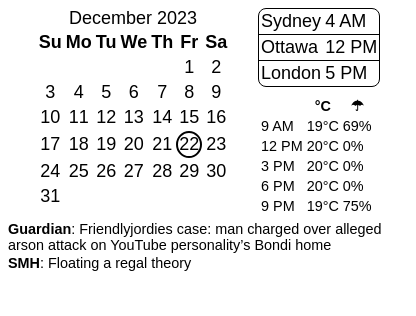 December 2023
Su Mo Tu We Th Fr Sa
1 2
3 4 5 6 7 8 9
10 11 12 13 14 15 16
17 18 19 20 21 22 23
24 25 26 27 28 29 30
31
Sydney 4 AM
Ottawa 12 PM
London 5 PM
°C ☂
9 AM 19°C 69%
12 PM 20°C 0%
3 PM 20°C 0%
6 PM 20°C 0%
9 PM 19°C 75%
Guardian: Friendlyjordies case: man charged over alleged
arson attack on YouTube personality’s Bondi home
SMH: Floating a regal theory